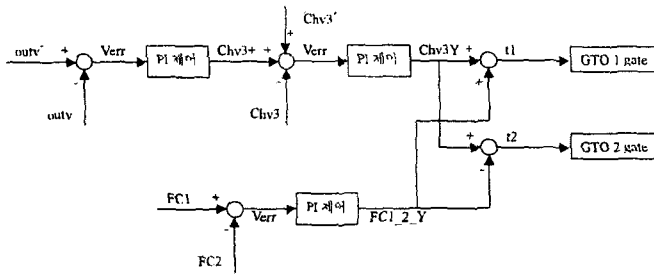 Chv3*
outv*
+
Verr
PI 제어
Chv3+
+
+
Verr
PI 제어
Chv3Y
+
t1
GTO 1 gate
-
-
+
outv
Chv3
+
t2
GTO 2 gate
-
FC1
+
PI 제어
-
Verr
FC1_2_Y
FC2